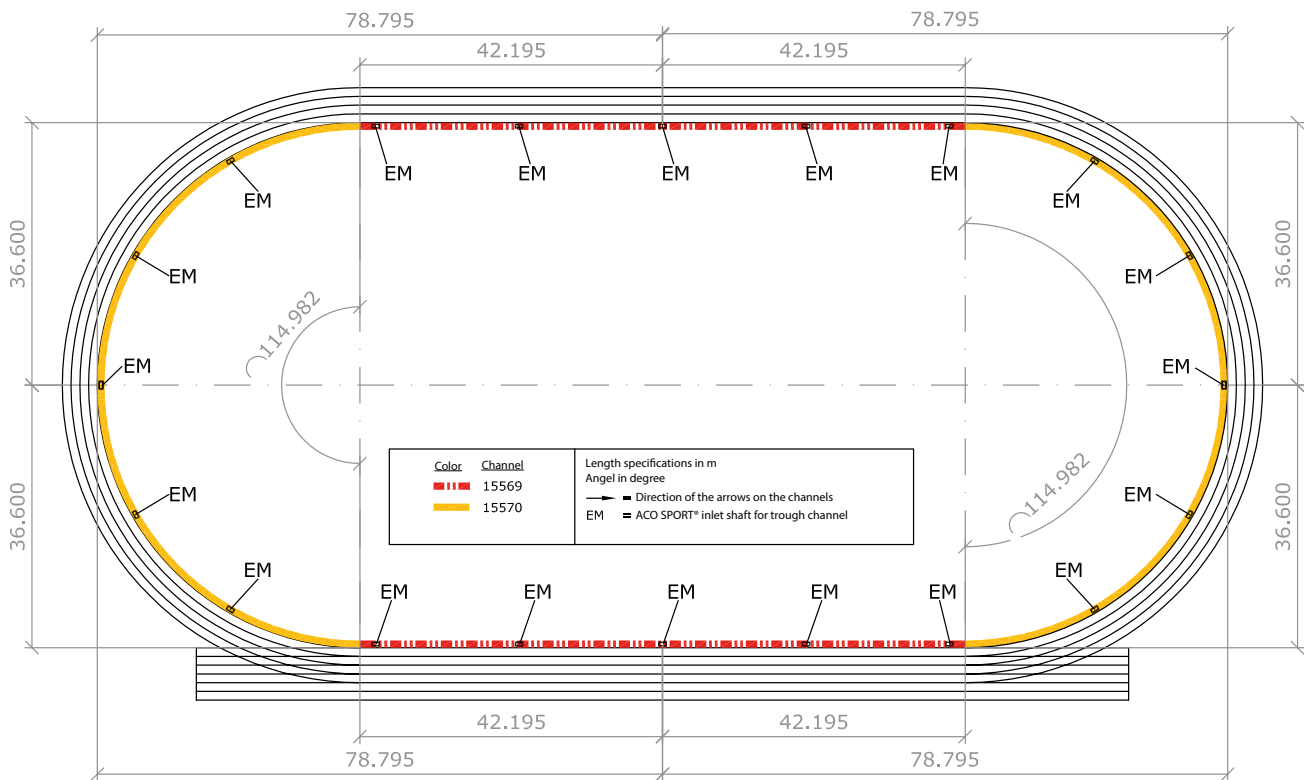 78.795 78.795
42.195 42.195
EM EM EM EM EM
EM EM
36.600 36.600
EM EM
114.982
EM EM
Color Channel
15569
15570
Length specifications in m
Angel in degree
= Direction of the arrows on the channels
EM = ACO SPORT® inlet shaft for trough channel
114.982
EM EM
36.600 36.600
EM EM
EM EM EM EM EM
42.195 42.195
78.795 78.795